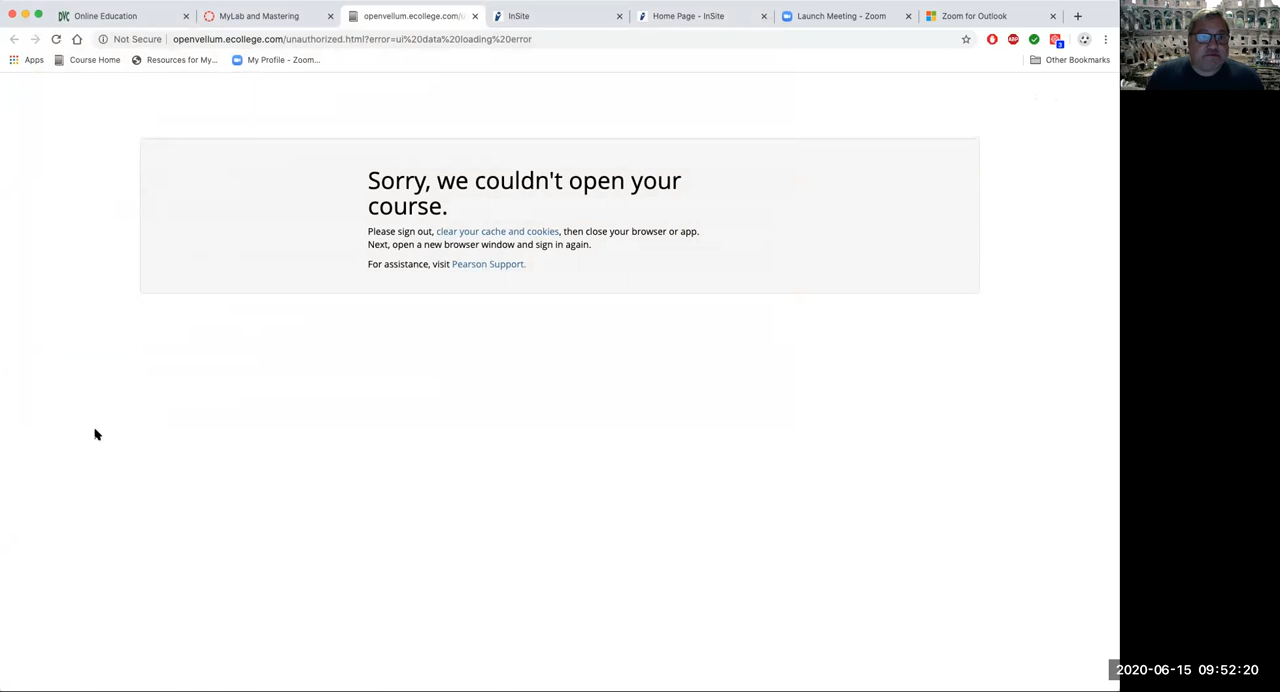 DVC Online Education
MyLab and Mastering
openvellum.ecollege.com/u
InSite
Home Page - InSite
Launch Meeting - Zoom
Zoom for Outlook
Not Secure
openvellum.ecollege.com/unauthorized.html?error=ui%20data%20loading%20error
ABP
3
Apps
Course Home
Resources for My...
My Profile - Zoom...
Other Bookmarks
Sorry, we couldn't open your
course.
Please sign out, clear your cache and cookies, then close your browser or app.
Next, open a new browser window and sign in again.
For assistance, visit Pearson Support.
2020-06-15 09:52:20